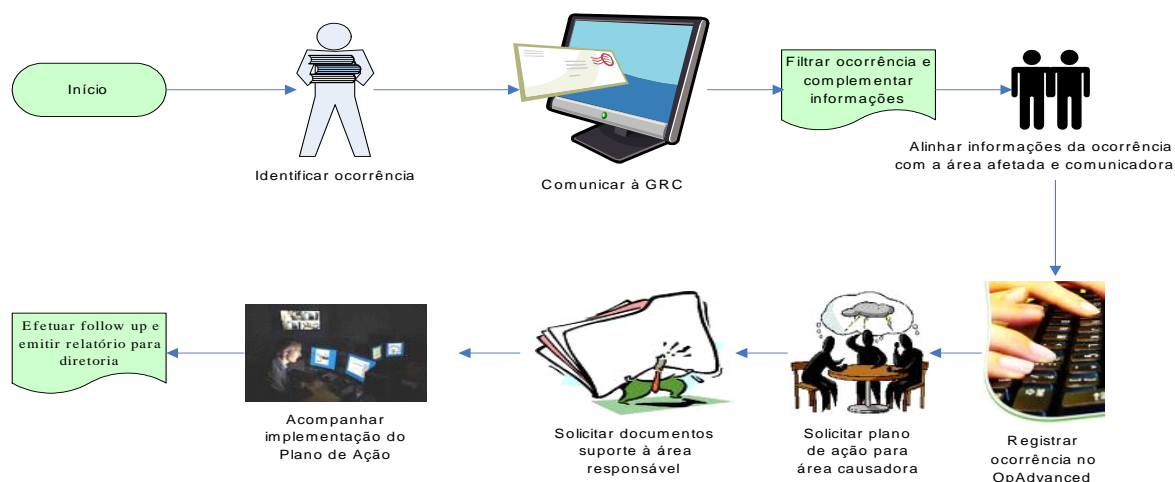 Início
Identificar ocorrência
Comunicar à GRC
Filtrar ocorrência e
complementar
informações
Alinhar informações da ocorrência
com a área afetada e comunicadora
Registrar
ocorrência no
OpAdvanced
Solicitar plano
de ação para
área causadora
Solicitar documentos
suporte à área
responsável
Acompanhar
implementação do
Plano de Ação
Efetuar follow up e
emitir relatório para
diretoria